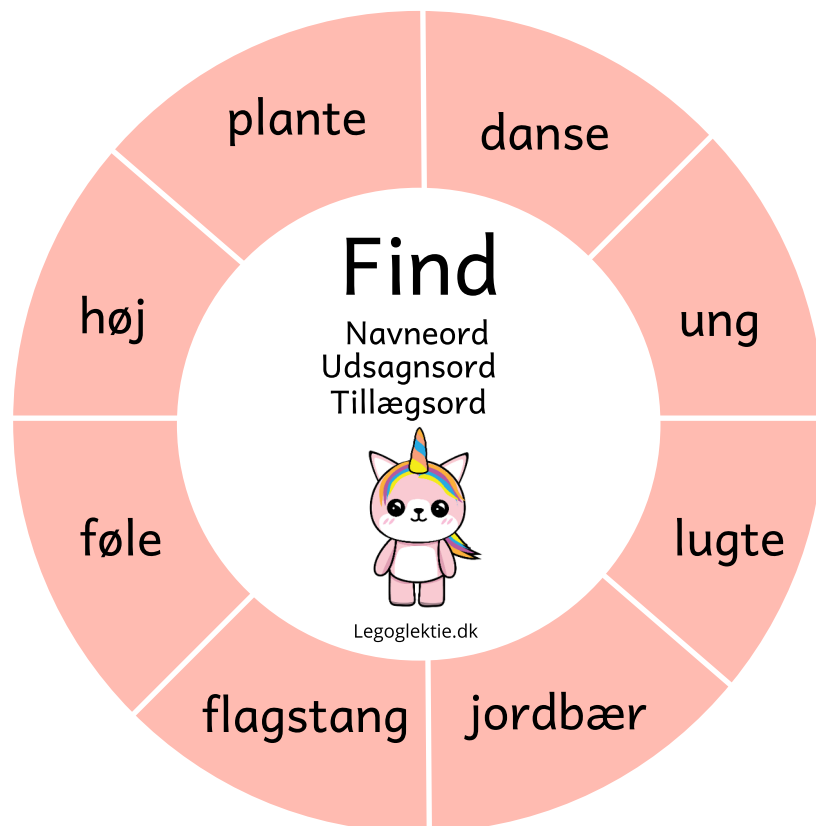 plante
danse
Find
høj
ung
Navneord
Udsagnsord
Tillægsord
føle
lugte
Legoglektie.dk
flagstang
jordbær